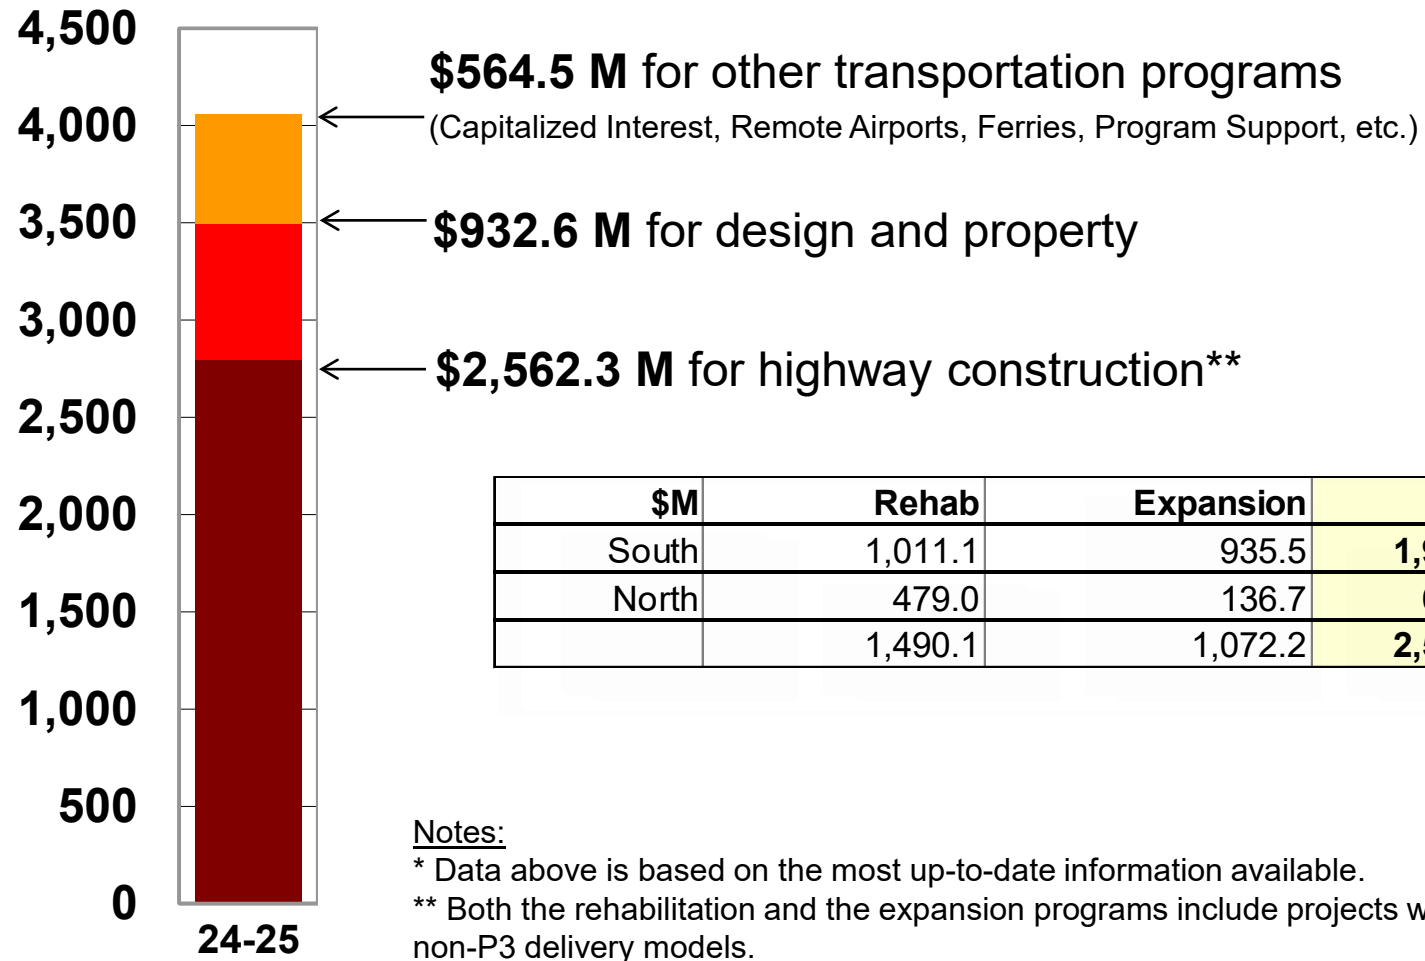 4,500
$564.5 M for other transportation programs
4,000
(Capitalized Interest, Remote Airports, Ferries, Program Support, etc.)
3,500
$932.6 M for design and property
3,000
$2,562.3 M for highway construction**
2,500
2,000
1,500
1,000
500
0
24-25
$M Rehab Expansion
South 1,011.1 935.5
North 479.0 136.7
1,490.1 1,072.2
Notes:
* Data above is based on the most up-to-date information available.
** Both the rehabilitation and the expansion programs include projects
non-P3 delivery models.